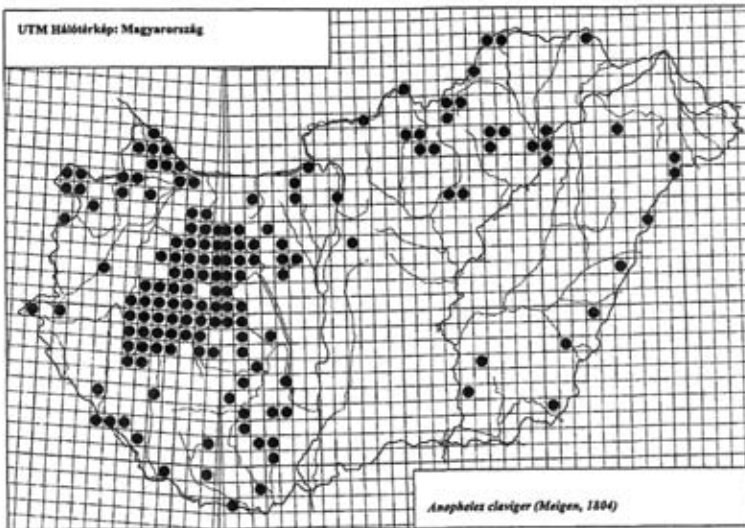 UTM Hálótérkép: Magyarország
Anopheles claviger (Meigen, 1804)